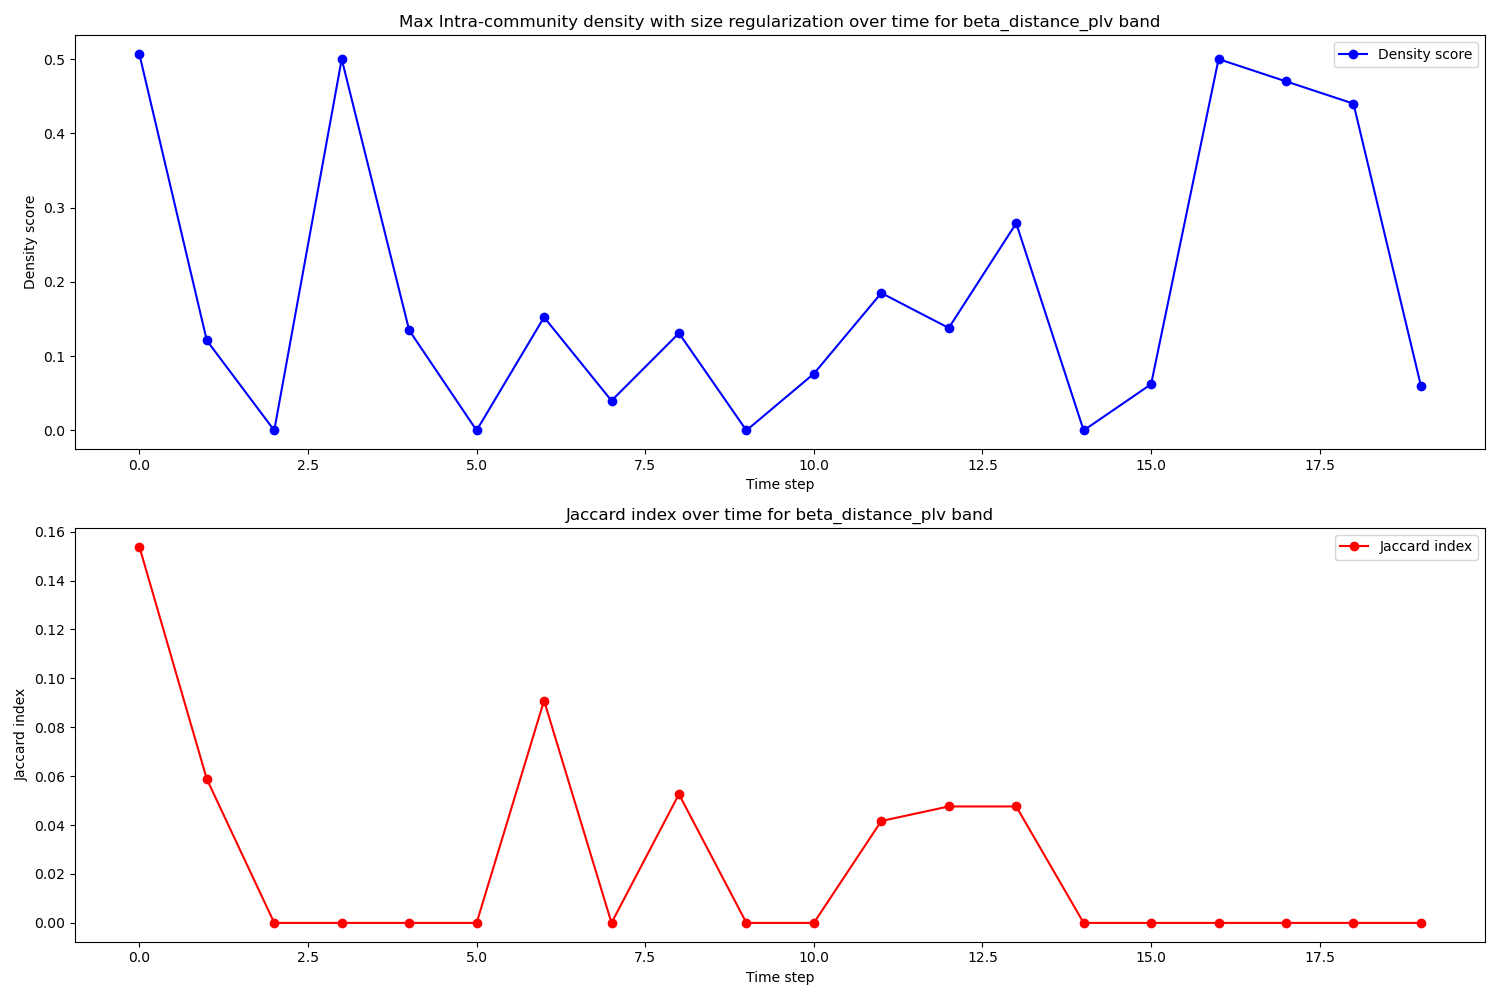 Max Intra-community density with size regularization over time for beta_distance_plv band
Density score
0.5
0.4
0.3
0.2
0.1
0.0
Density score
0.0 2.5 5.0 7.5 10.0 12.5 15.0 17.5
Time step
Jaccard index over time for beta_distance_plv band
Jaccard index
0.16
0.14
0.12
0.10
0.08
0.06
0.04
0.02
0.00
Jaccard index
0.0 2.5 5.0 7.5 10.0 12.5 15.0 17.5
Time step